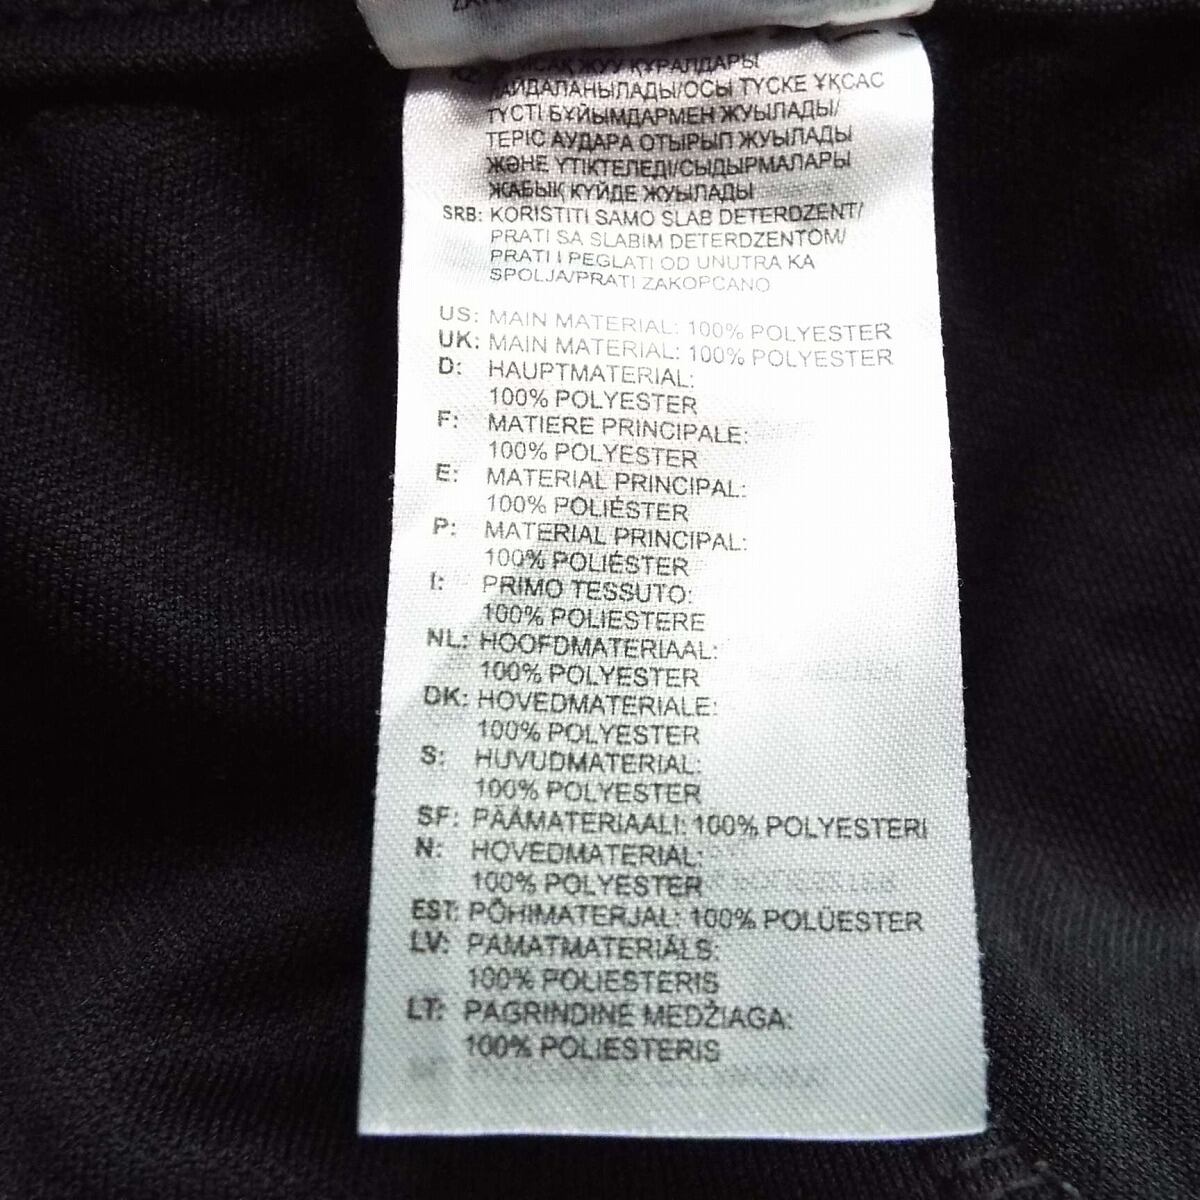 ЖУУ ҚҰРАЛДАРЫ
ПАЙДАЛАНЫЛАДЫ/ОСЫ ТҮСКЕ ҰҚСАС
ТҮСТІ БҰЙЫМДАРМЕН ЖУЫЛАДЫ/
ТЕРІС АУДАРА ОТЫРЫП ЖУЫЛАДЫ
ЖӘНЕ ҮТІКТЕЛЕДІ/СЫДЫРМАЛАРЫ
ЖАБЫҚ КҮЙДЕ ЖУЫЛАДЫ
SRB: KORISTITI SAMO SLAB DETERDZENT/
PRATI SA SLABIM DETERDZENTOM/
PRATI I PEGLATI OD UNUTRA KA
SPOLJA/PRATI ZAKOPCANO
US: MAIN MATERIAL: 100% POLYESTER
UK: MAIN MATERIAL: 100% POLYESTER
D: HAUPTMATERIAL:
100% POLYESTER
F: MATIERE PRINCIPALE:
100% POLYESTER
E: MATERIAL PRINCIPAL:
100% POLIÉSTER
P: MATERIAL PRINCIPAL:
100% POLIÉSTER
I: PRIMO TESSUTO:
100% POLIESTERE
NL: HOOFDMATERIAAL:
100% POLYESTER
DK: HOVEDMATERIALE:
100% POLYESTER
S: HUVUDMATERIAL:
100% POLYESTER
SF: PÄÄMATERIAALI: 100% POLYESTERI
N: HOVEDMATERIAL:
100% POLYESTER
EST: PÕHIMATERJAL: 100% POLÜESTER
LV: PAMATMATERIĀLS:
100% POLIESTERIS
LT: PAGRINDINĖ MEDŽIAGA:
100% POLIESTERIS